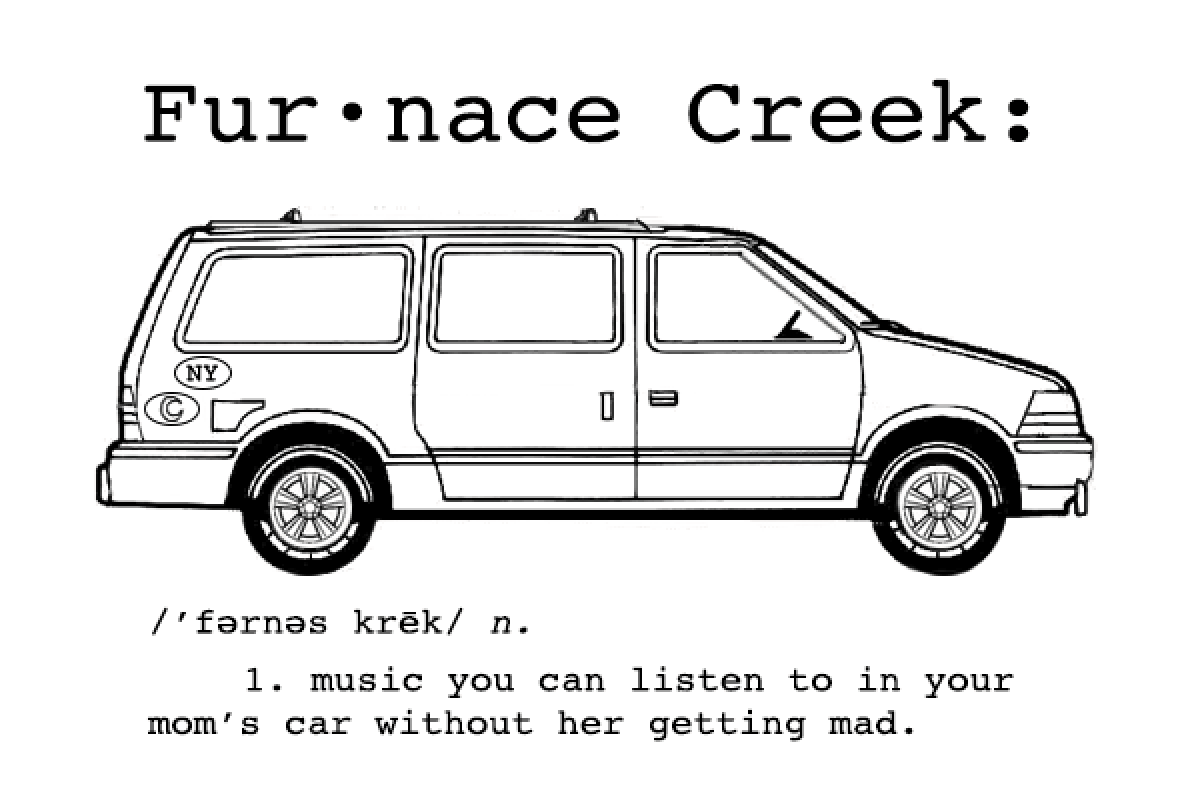 Fur·nace Creek:
NY
C
/ʹfərnəs krēk/ n.
1. music you can listen to in your
mom's car without her getting mad.